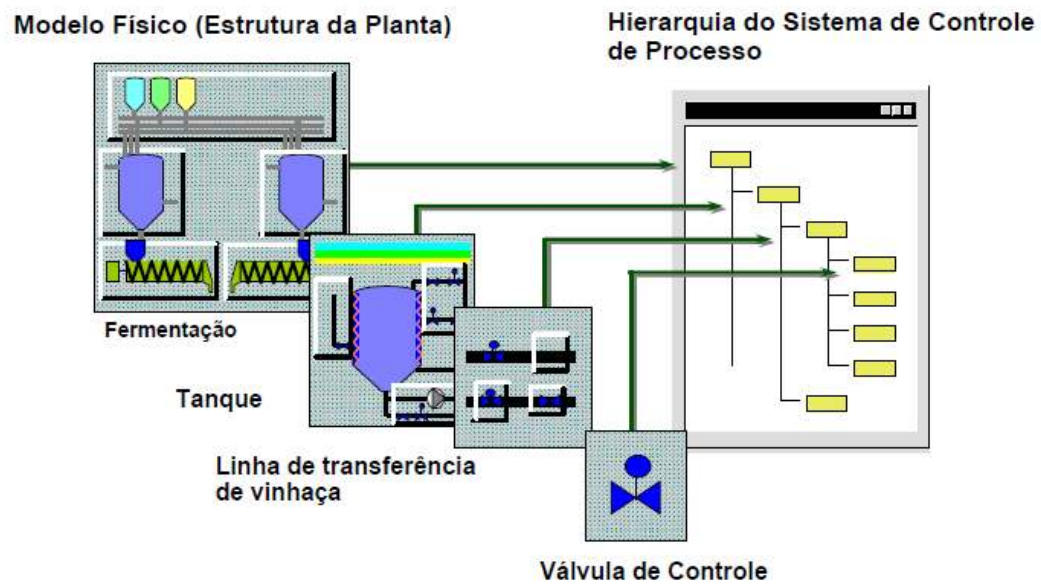 Modelo Físico (Estrutura da Planta)
Hierarquia do Sistema de Controle
de Processo
Fermentação
Tanque
Linha de transferência
de vinhaça
Válvula de Controle